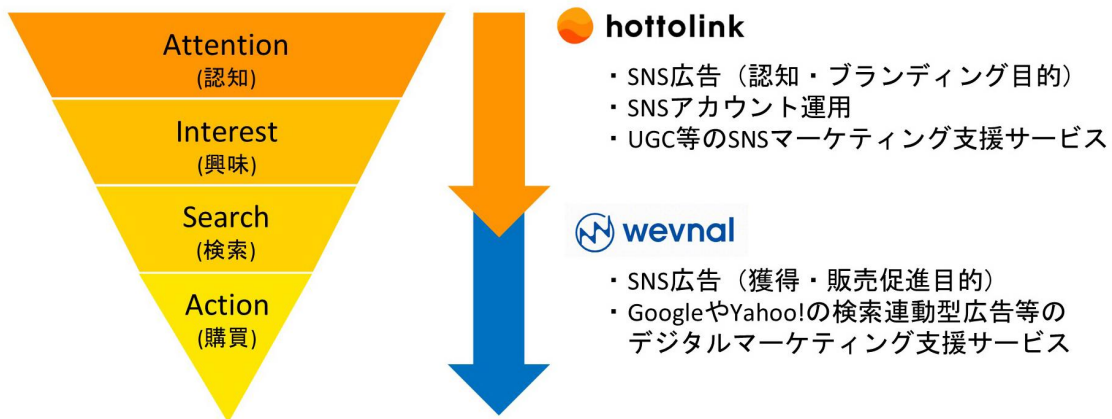 Attention
(認知)
Interest
(興味)
Search
(検索)
Action
(購買)
hottolink
・SNS広告（認知・ブランディング目的）
・SNSアカウント運用
・UGC等のSNSマーケティング支援サービス
wevnal
・SNS広告（獲得・販売促進目的）
・GoogleやYahoo!の検索連動型広告等の
デジタルマーケティング支援サービス